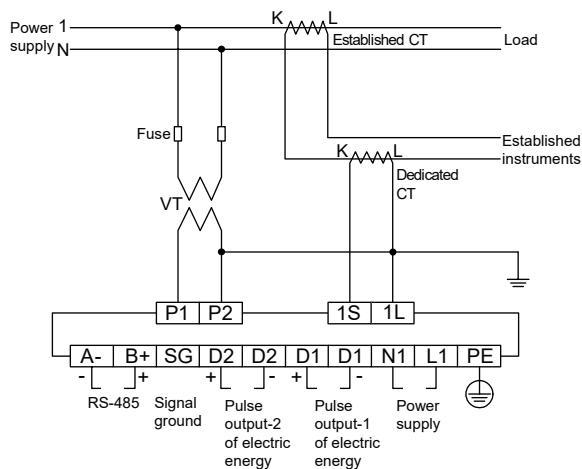 K L
Power 1
Established CT Load
supply N
Fuse
Established
K L
instruments
Dedicated
CT
VT
P1 P2 1S 1L
A- B+ SG D2 D2 D1 D1 N1 L1 PE
- + + - + -
RS-485 Signal Pulse Pulse Power
ground output-2 output-1 supply
of electric of electric
energy energy